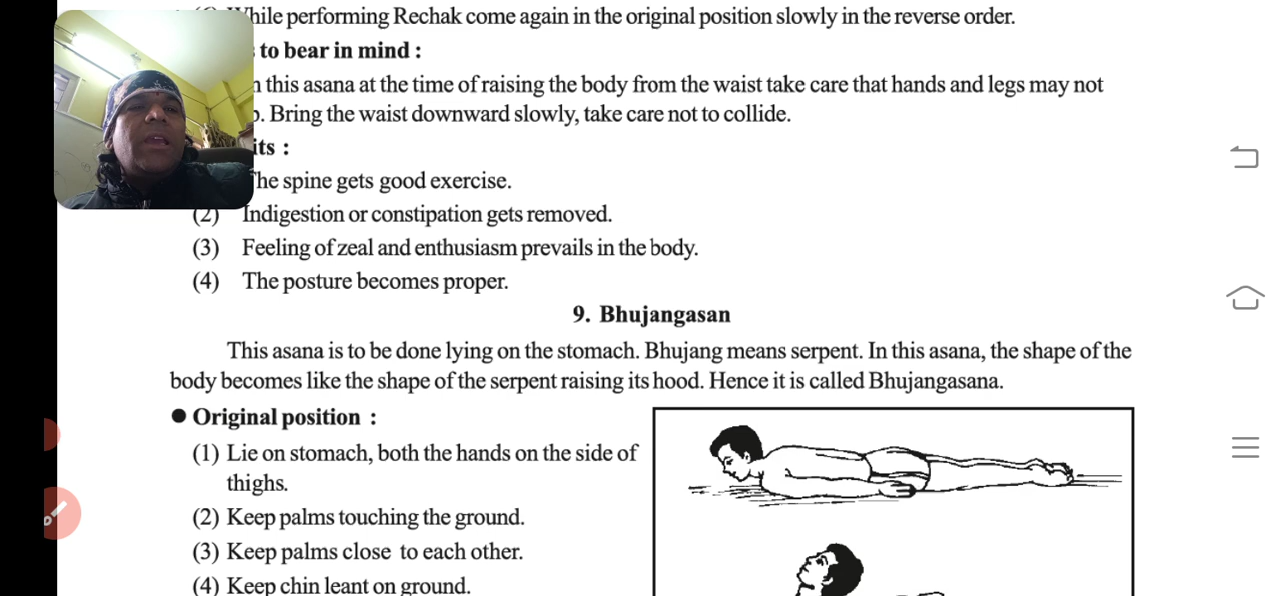 While performing Rechak come again in the original position slowly in the reverse order.
to bear in mind :
this asana at the time of raising the body from the waist take care that hands and legs may not
Bring the waist downward slowly, take care not to collide.
The spine gets good exercise.
(2) Indigestion or constipation gets removed.
(3) Feeling of zeal and enthusiasm prevails in the body.
(4) The posture becomes proper.
9. Bhujangasan
This asana is to be done lying on the stomach. Bhujang means serpent. In this asana, the shape of the
body becomes like the shape of the serpent raising its hood. Hence it is called Bhujangasana.
● Original position :
(1) Lie on stomach, both the hands on the side of
thighs.
(2) Keep palms touching the ground.
(3) Keep palms close to each other.
(4) Keep chin leant on ground.